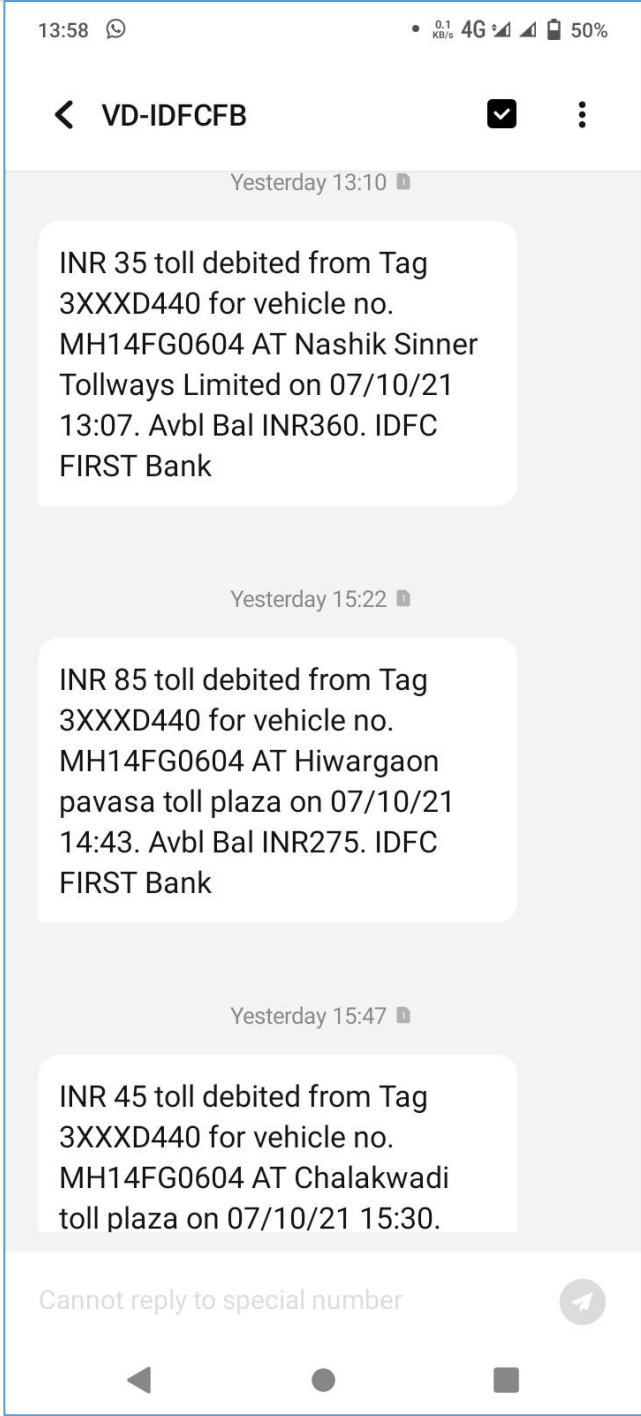 13:58
0.1 KB/s 4G 50%
VD-IDFCFB
Yesterday 13:10 1
INR 35 toll debited from Tag
3XXXD440 for vehicle no.
MH14FG0604 AT Nashik Sinner
Tollways Limited on 07/10/21
13:07. Avbl Bal INR360. IDFC
FIRST Bank
Yesterday 15:22 1
INR 85 toll debited from Tag
3XXXD440 for vehicle no.
MH14FG0604 AT Hiwargaon
pavasa toll plaza on 07/10/21
14:43. Avbl Bal INR275. IDFC
FIRST Bank
Yesterday 15:47 1
INR 45 toll debited from Tag
3XXXD440 for vehicle no.
MH14FG0604 AT Chalakwadi
toll plaza on 07/10/21 15:30.
Cannot reply to special number